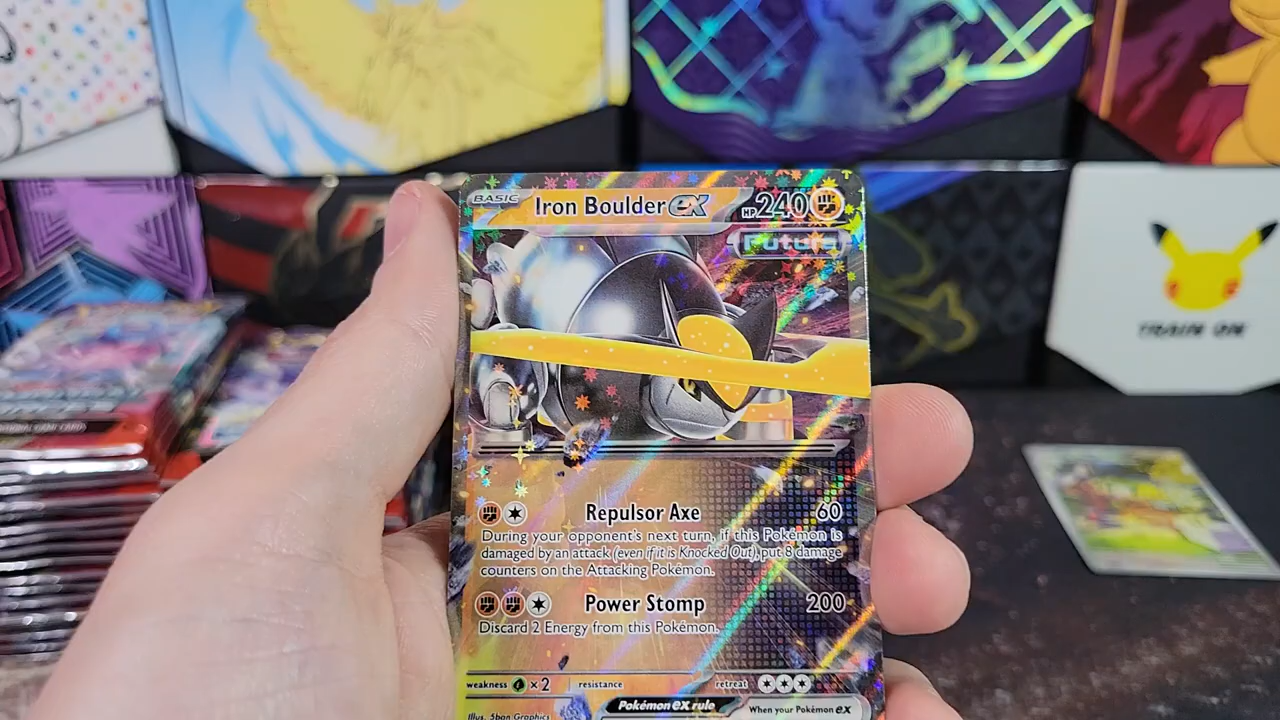 BASIC Iron Boulder ex HP 240
Future
TRAIN ON
Repulsor Axe 60
During your opponent's next turn, if this Pokémon is
damaged by an attack (even if it is Knocked Out), put 8 damage
counters on the Attacking Pokémon.
Power Stomp 200
Discard 2 Energy from this Pokémon.
weakness ×2 resistance retreat
Pokémon ex rule When your Pokémon ex
Illus. 5ban Graphics